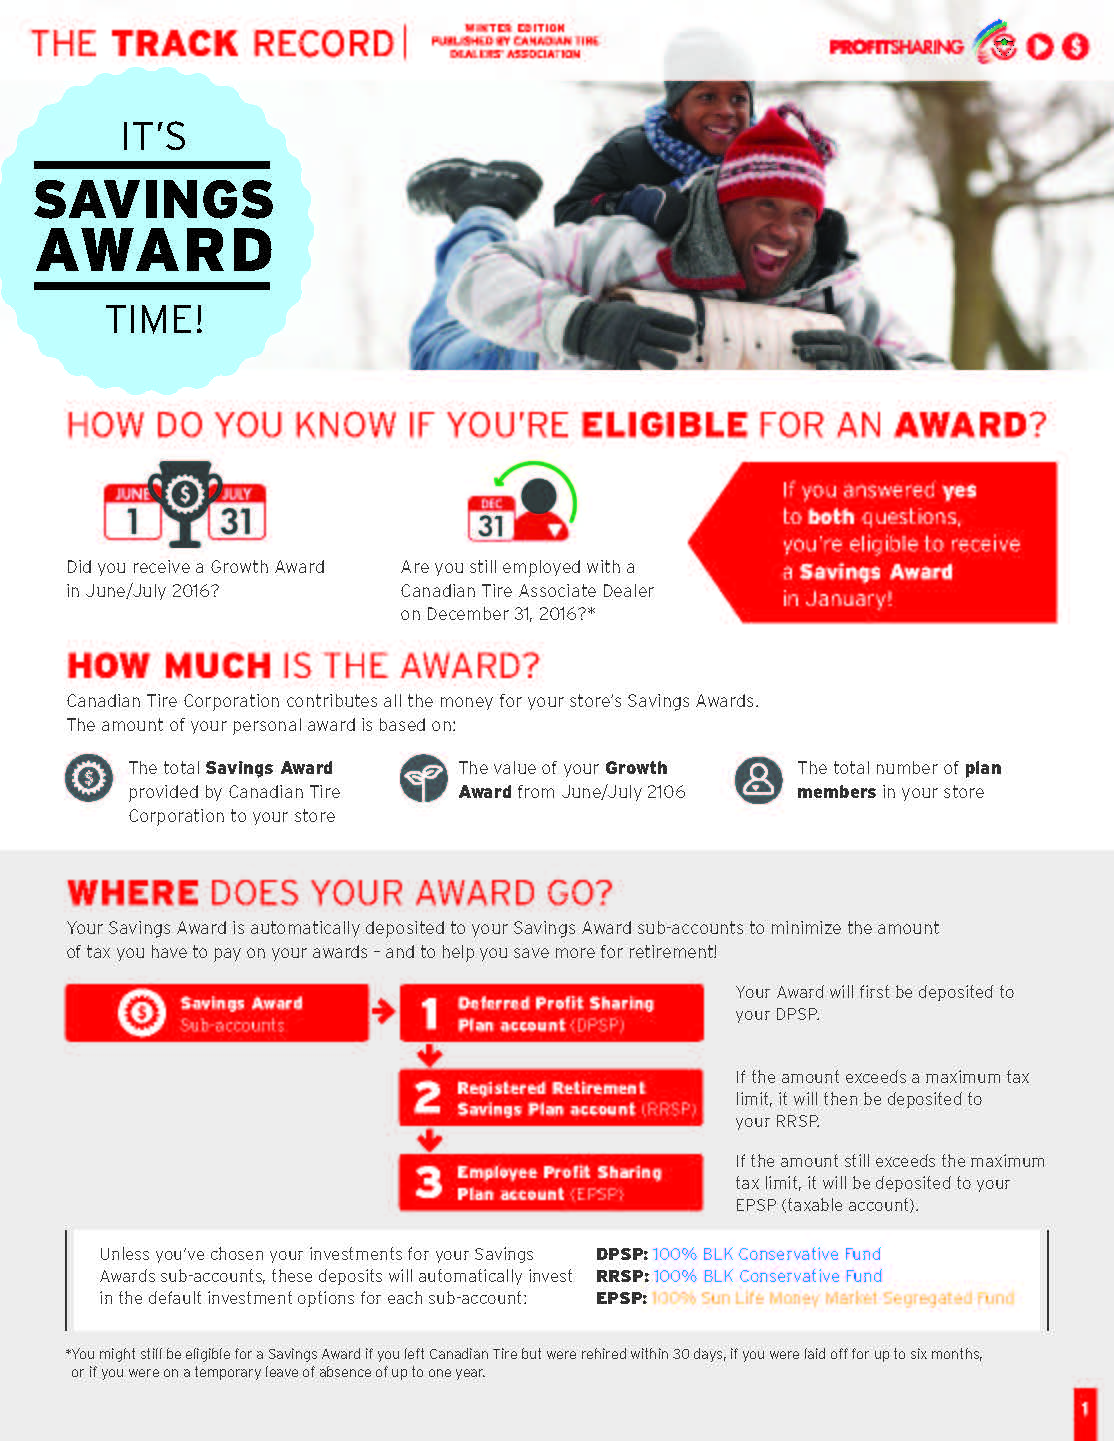 THE TRACK RECORD
WINTER EDITION
PUBLISHED BY CANADIAN TIRE
DEALERS' ASSOCIATION
PROFITSHARING
$
IT'S
SAVINGS
AWARD
TIME!
HOW DO YOU KNOW IF YOU'RE ELIGIBLE FOR AN AWARD?
JUNE
1
$
JULY
31
Did you receive a Growth Award
in June/July 2016?
DEC
31
Are you still employed with a
Canadian Tire Associate Dealer
on December 31, 2016?*
If you answered yes
to both questions,
you're eligible to receive
a Savings Award
in January!
HOW MUCH IS THE AWARD?
Canadian Tire Corporation contributes all the money for your store's Savings Awards.
The amount of your personal award is based on:
$
The total Savings Award
provided by Canadian Tire
Corporation to your store
The value of your Growth
Award from June/July 2106
The total number of plan
members in your store
WHERE DOES YOUR AWARD GO?
Your Savings Award is automatically deposited to your Savings Award sub-accounts to minimize the amount
of tax you have to pay on your awards – and to help you save more for retirement!
$
Savings Award
Sub-accounts
1 Deferred Profit Sharing
Plan account (DPSP)
Your Award will first be deposited to
your DPSP.
2 Registered Retirement
Savings Plan account (RRSP)
If the amount exceeds a maximum tax
limit, it will then be deposited to
your RRSP.
3 Employee Profit Sharing
Plan account (EPSP)
If the amount still exceeds the maximum
tax limit, it will be deposited to your
EPSP (taxable account).
Unless you've chosen your investments for your Savings
Awards sub-accounts, these deposits will automatically invest
in the default investment options for each sub-account:
DPSP: 100% BLK Conservative Fund
RRSP: 100% BLK Conservative Fund
EPSP: 100% Sun Life Money Market Segregated Fund
*You might still be eligible for a Savings Award if you left Canadian Tire but were rehired within 30 days, if you were laid off for up to six months,
or if you were on a temporary leave of absence of up to one year.
1